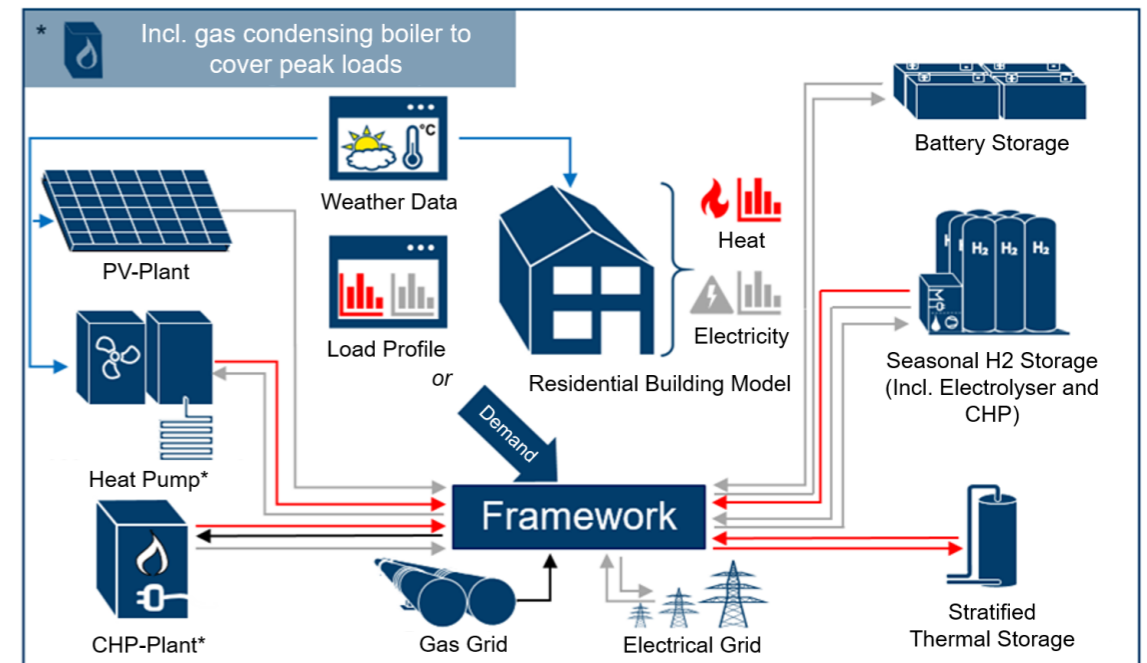 *
Incl. gas condensing boiler to
cover peak loads
°C
Weather Data
Battery Storage
PV-Plant
Load Profile
or
Heat
Electricity
Residential Building Model
H
H
H2
H2
H2
Seasonal H2 Storage
(Incl. Electrolyser and
CHP)
Heat Pump*
Demand
Framework
CHP-Plant*
Gas Grid
Electrical Grid
Stratified
Thermal Storage